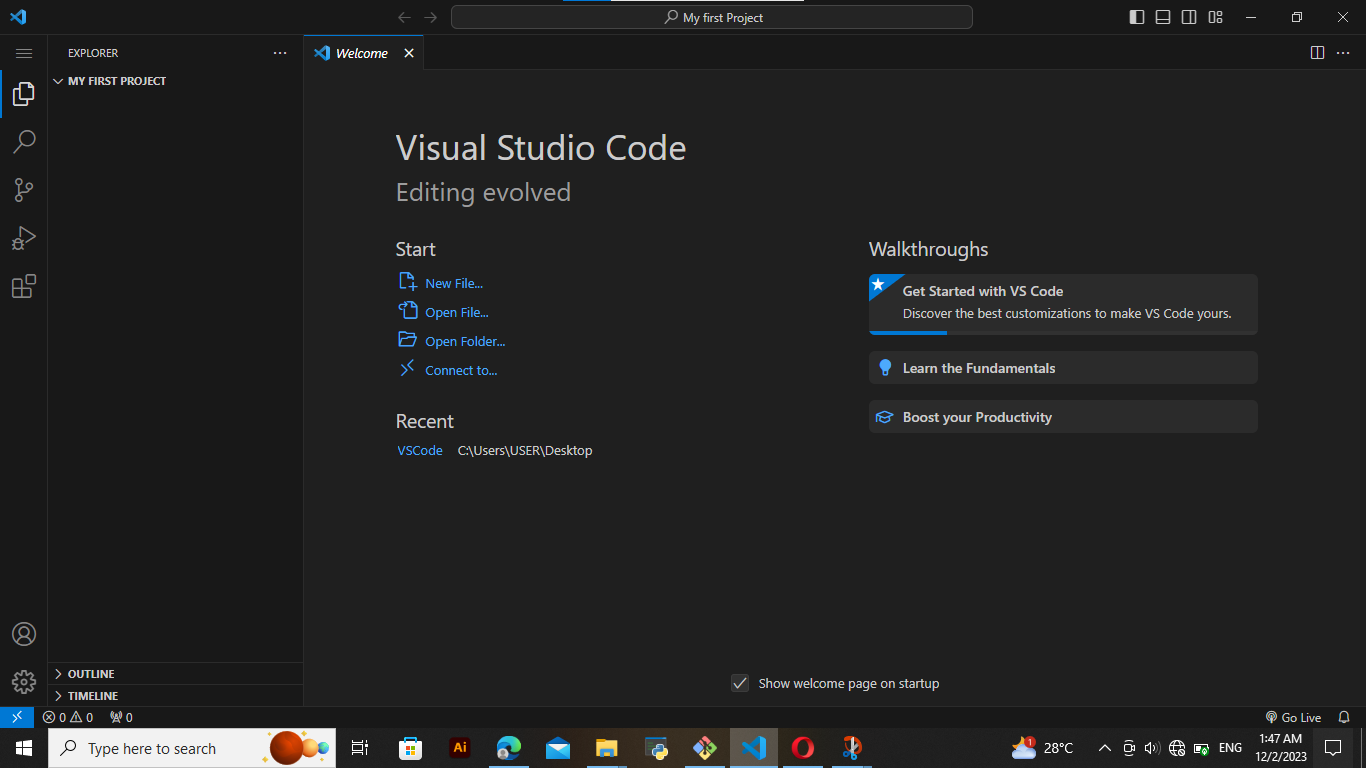 My first Project
EXPLORER
Welcome
MY FIRST PROJECT
Visual Studio Code
Editing evolved
Start
New File...
Open File...
Open Folder...
Connect to...
Recent
VSCode C:\Users\USER\Desktop
Walkthroughs
Get Started with VS Code
Discover the best customizations to make VS Code yours.
Learn the Fundamentals
Boost your Productivity
OUTLINE
TIMELINE
Show welcome page on startup
0 0 0
Go Live
Type here to search
Ai
1
28°C
ENG
1:47 AM
12/2/2023